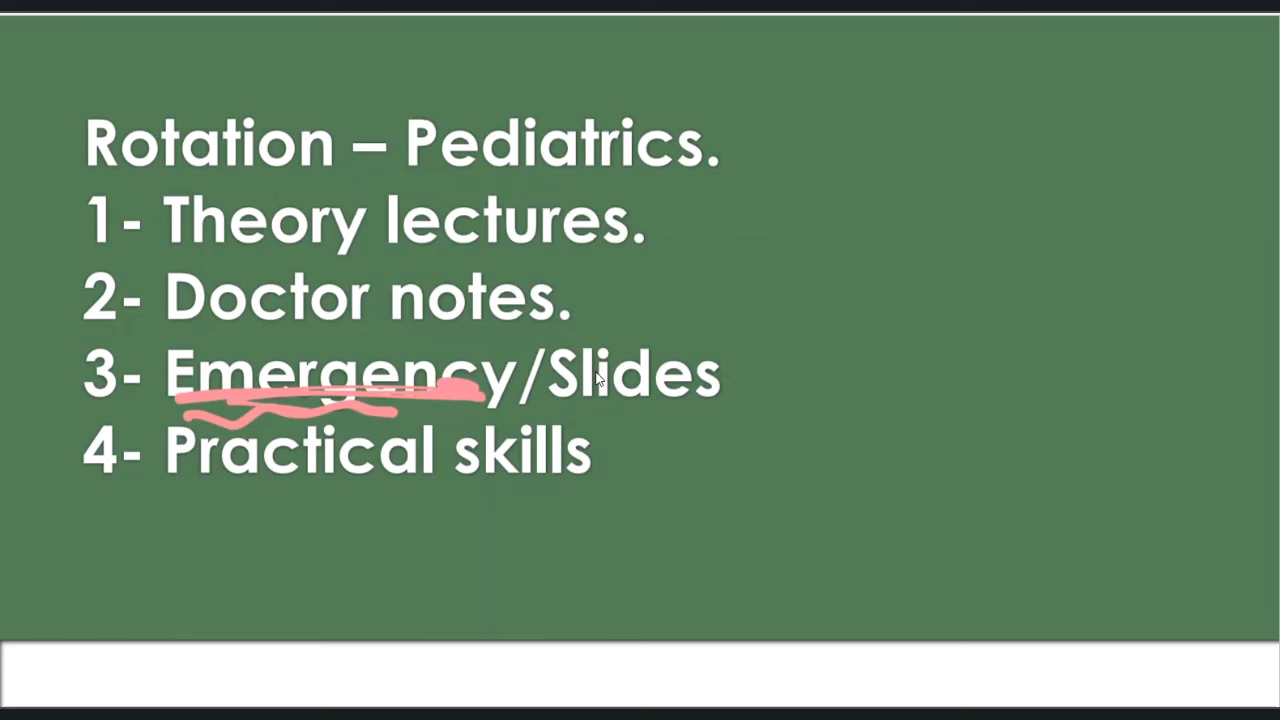 Rotation – Pediatrics.
1- Theory lectures.
2- Doctor notes.
3- Emergency/Slides
4- Practical skills